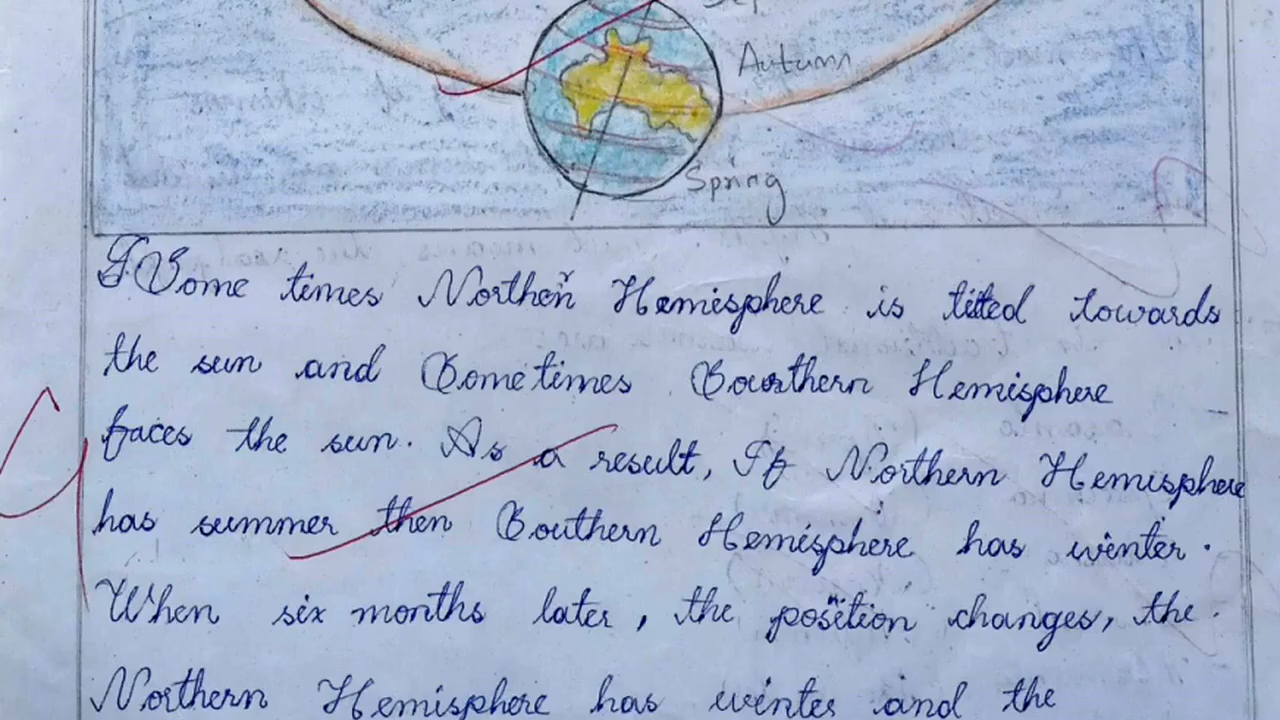 Sep
Autumn
Spring
Some times Northern Hemisphere is tilted towards
the sun and Sometimes Southern Hemisphere
faces the sun. As a result, If Northern Hemisphere
has summer then Southern Hemisphere has winter.
When six months later, the position changes, the
Northern Hemisphere has winter and the